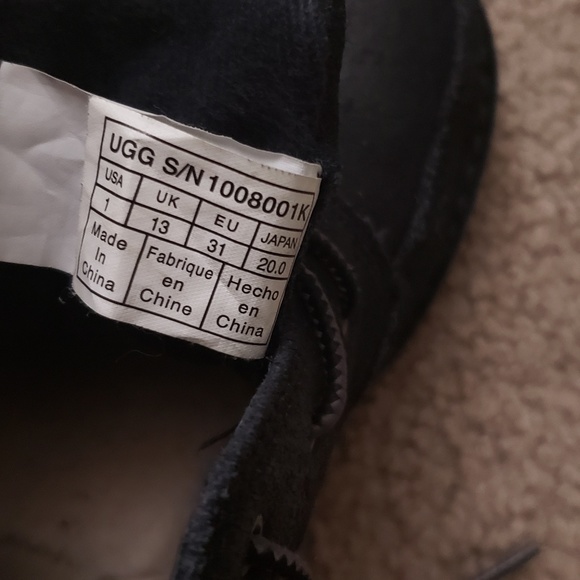 UGG S/N 1008001K
USA UK EU JAPAN
1 13 31 20.0
Made Fabrique Hecho
In en en
China Chine China